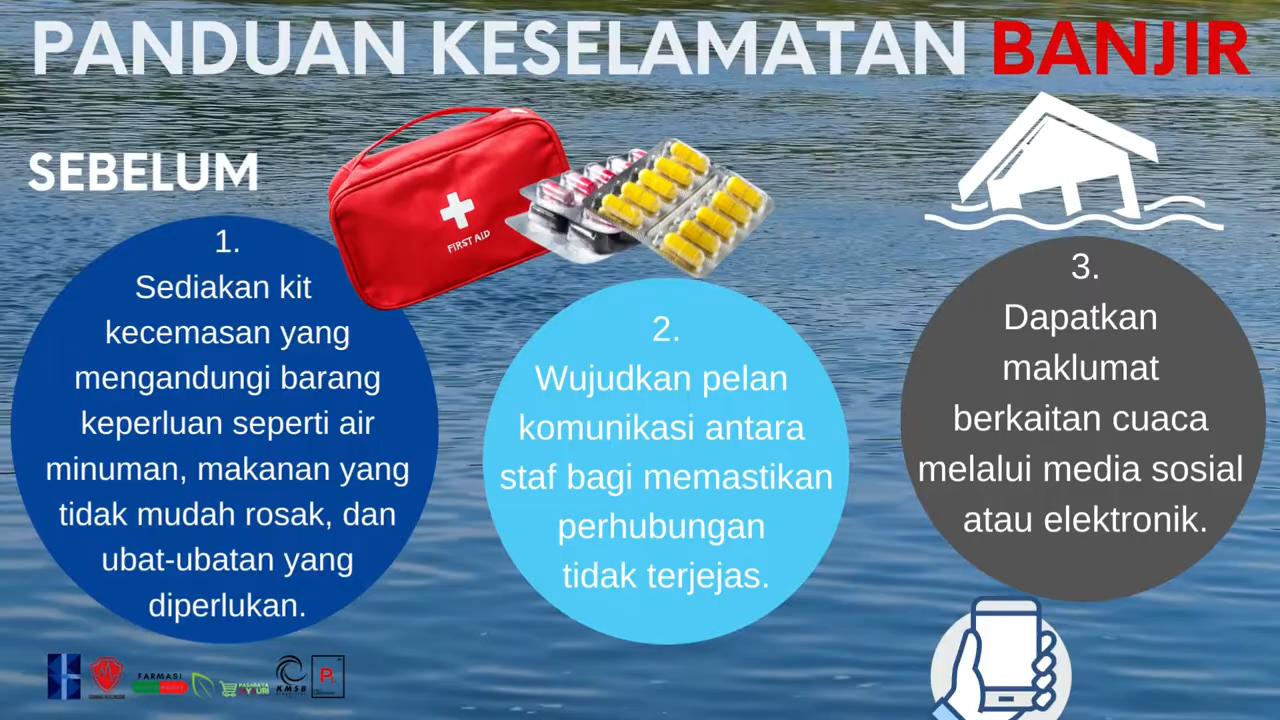 PANDUAN KESELAMATAN BANJIR
SEBELUM
FIRST AID
1.
Sediakan kit
kecemasan yang
mengandungi barang
keperluan seperti air
minuman, makanan yang
tidak mudah rosak, dan
ubat-ubatan yang
diperlukan.
2.
Wujudkan pelan
komunikasi antara
staf bagi memastikan
perhubungan
tidak terjejas.
3.
Dapatkan
maklumat
berkaitan cuaca
melalui media sosial
atau elektronik.
FARMASI
PASARAYA
KMSB